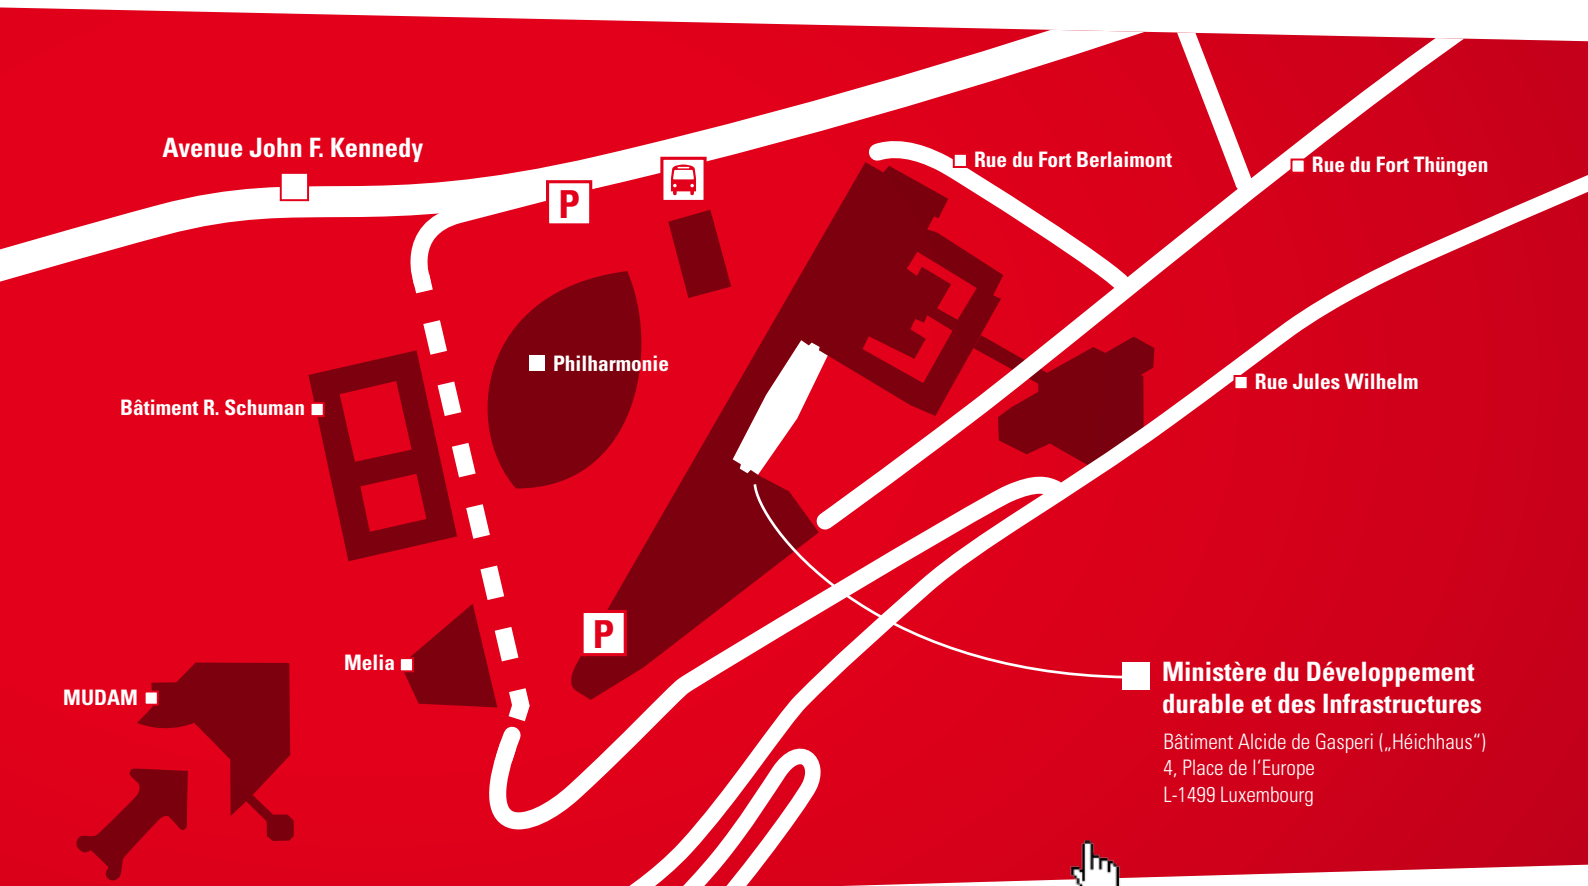 Avenue John F. Kennedy
Rue du Fort Berlaimont
Rue du Fort Thüngen
P
Philharmonie
Rue Jules Wilhelm
Bâtiment R. Schuman
P
Melia
MUDAM
Ministère du Développement
durable et des Infrastructures
Bâtiment Alcide de Gasperi („Héichhaus“)
4, Place de l'Europe
L-1499 Luxembourg